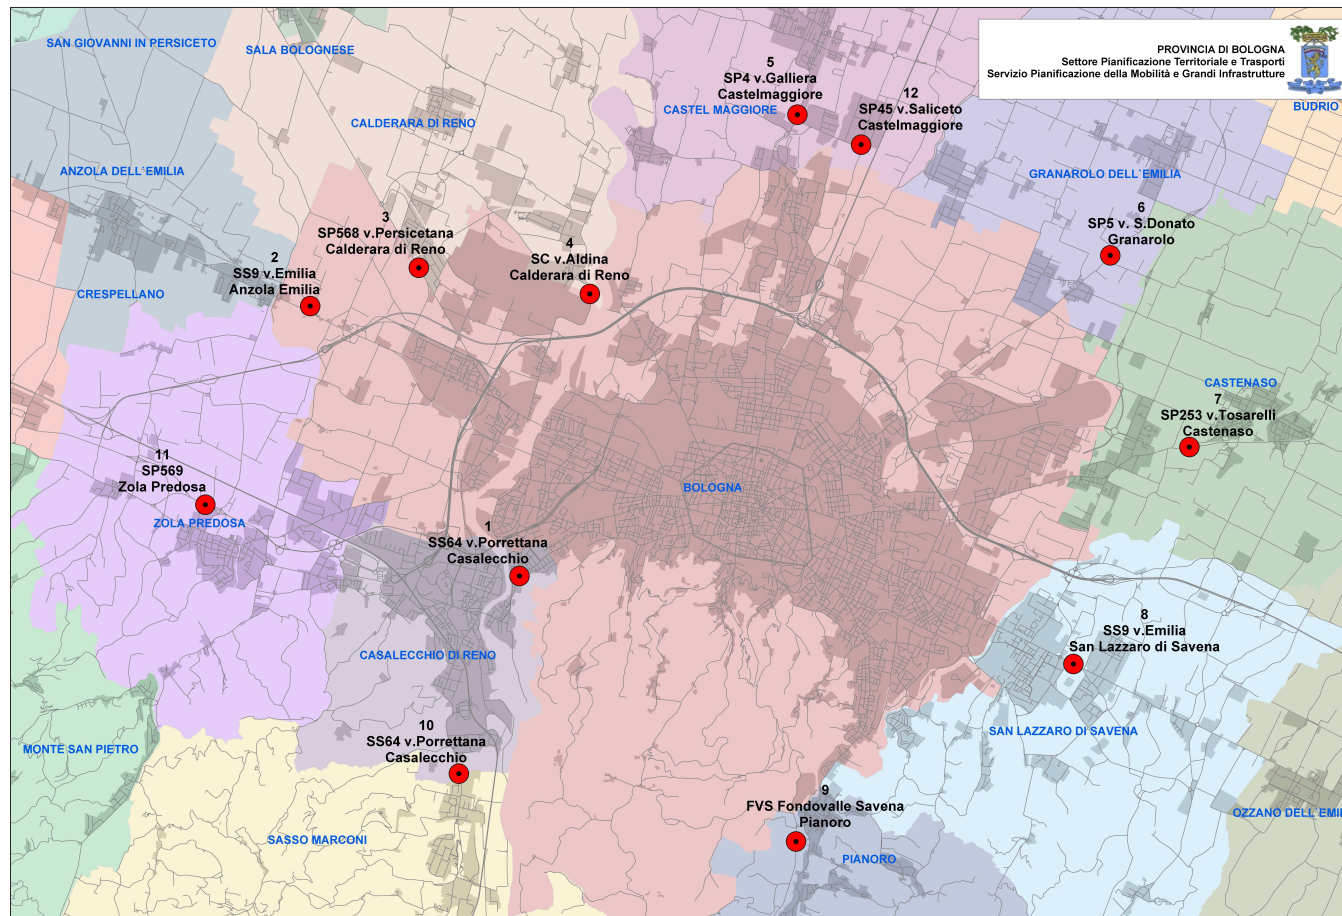 PROVINCIA DI BOLOGNA
Settore Pianificazione Territoriale e Trasporti
Servizio Pianificazione della Mobilità e Grandi Infrastrutture
SAN GIOVANNI IN PERSICETO
SALA BOLOGNESE
5
SP4 v.Galliera
Castelmaggiore
CASTEL MAGGIORE
12
SP45 v.Saliceto
Castelmaggiore
BUDRIO
CALDERARA DI RENO
ANZOLA DELL`EMILIA
GRANAROLO DELL`EMILIA
6
SP5 v. S.Donato
Granarolo
3
SP568 v.Persicetana
Calderara di Reno
4
SC v.Aldina
Calderara di Reno
2
SS9 v.Emilia
Anzola Emilia
CRESPELLANO
CASTENASO
7
SP253 v.Tosarelli
Castenaso
11
SP569
Zola Predosa
ZOLA PREDOSA
BOLOGNA
1
SS64 v.Porrettana
Casalecchio
8
SS9 v.Emilia
San Lazzaro di Savena
CASALECCHIO DI RENO
SAN LAZZARO DI SAVENA
10
SS64 v.Porrettana
Casalecchio
MONTE SAN PIETRO
9
FVS Fondovalle Savena
Pianoro
SASSO MARCONI
PIANORO
OZZANO DELL`EMI